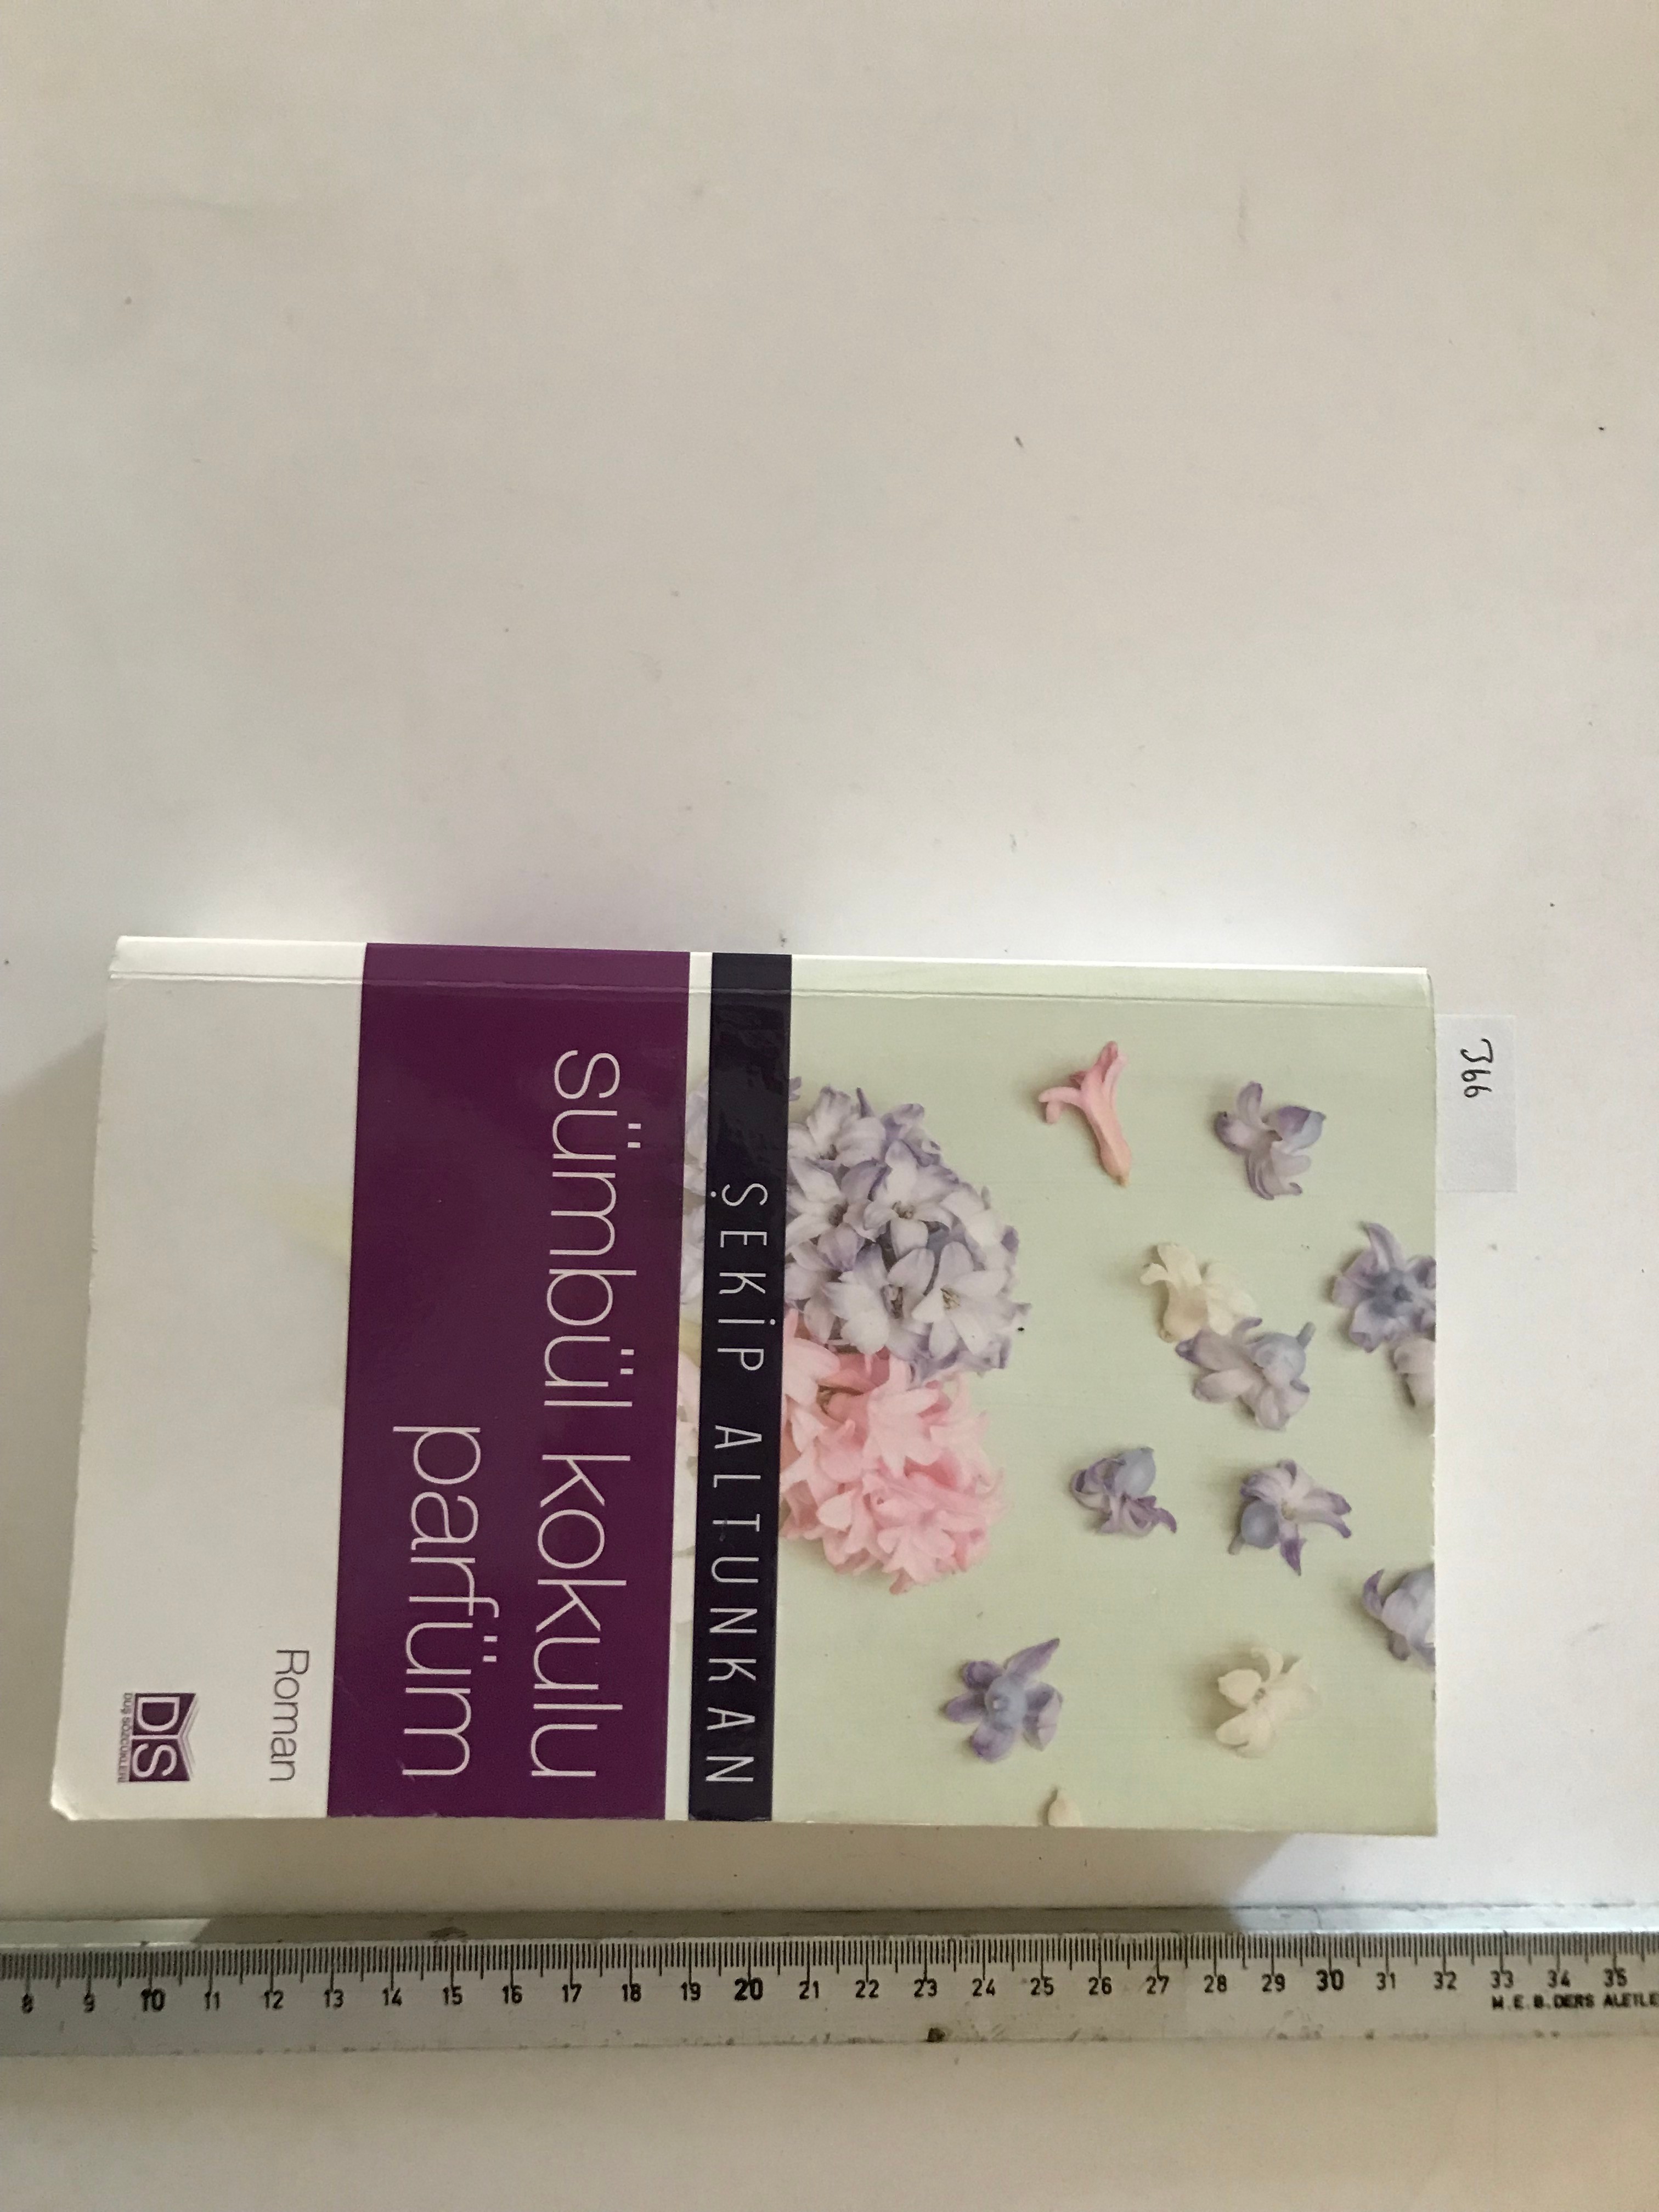 366
ŞEKİP ALTUNKAN
sümbül kokulu
parfüm
Roman
DS
DÜŞ SÖZCÜKLERİ
8 9 10 11 12 13 14 15 16 17 18 19 20 21 22 23 24 25 26 27 28 29 30 31 32 33 34 35
M.E.B. DERS ALETLE